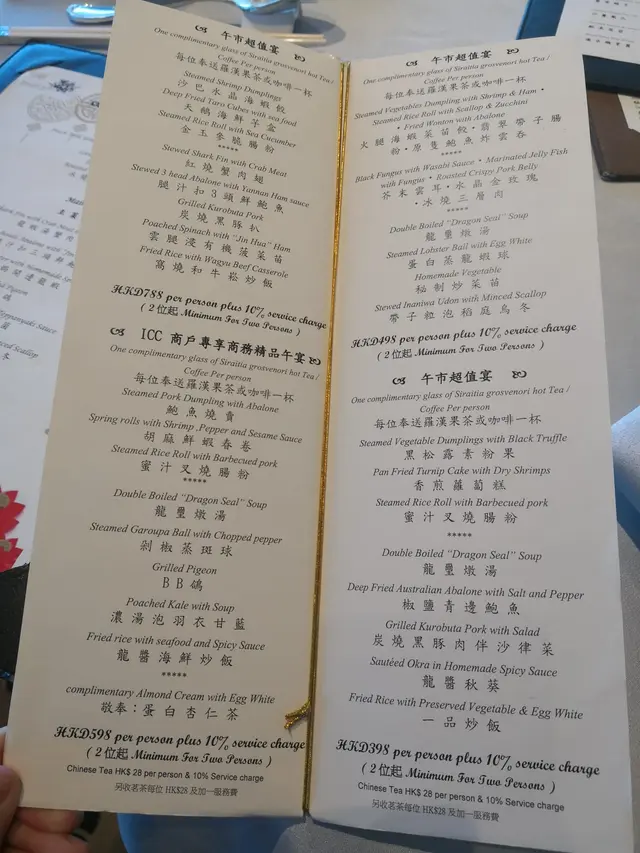 午市超值宴
One complimentary glass of Siraitia grosvenori hot Tea /
Coffee Per person
每位奉送羅漢果茶或咖啡一杯
Steamed Shrimp Dumplings
沙巴水晶海蝦餃
Deep Fried Taro Cubes with sea food
天鵝海鮮芋盒
Steamed Rice Roll with Sea Cucumber
金玉參脆腸粉
*****
Stewed Shark Fin with Crab Meat
紅燒蟹肉翅
Stewed 3 head Abalone with Yannan Ham sauce
腿汁扣3頭鮮鮑魚
Grilled Kurobuta Pork
炭燒黑豚扒
Poached Spinach with "Jin Hua" Ham
雲腿浸有機菠菜苗
Fried Rice with Wagyu Beef Casserole
窩燒和牛崧炒飯
HKD788 per person plus 10% service charge
( 2位起 Minimum For Two Persons )
ICC 商戶專享商務精品午宴
One complimentary glass of Siraitia grosvenori hot Tea /
Coffee Per person
每位奉送羅漢果茶或咖啡一杯
Steamed Pork Dumpling with Abalone
鮑魚燒賣
Spring rolls with Shrimp ,Pepper and Sesame Sauce
胡麻鮮蝦春卷
Steamed Rice Roll with Barbecued pork
蜜汁叉燒腸粉
*****
Double Boiled "Dragon Seal" Soup
龍璽燉湯
Steamed Garoupa Ball with Chopped pepper
剁椒蒸斑球
Grilled Pigeon
BB鴿
Poached Kale with Soup
濃湯泡羽衣甘藍
Fried rice with seafood and Spicy Sauce
龍醬海鮮炒飯
*****
complimentary Almond Cream with Egg White
敬奉：蛋白杏仁茶
HKD598 per person plus 10% service charge
( 2位起 Minimum For Two Persons )
Chinese Tea HK$ 28 per person & 10% Service charge
另收茗茶每位 HK$28 及加一服務費
午市超值宴
One complimentary glass of Siraitia grosvenori hot Tea /
Coffee Per person
每位奉送羅漢果茶或咖啡一杯
Steamed Vegetables Dumpling with Shrimp & Ham •
Steamed Rice Roll with Scallop & Zucchini
• Fried Wonton with Abalone
火腿海蝦菜苗餃 · 翡翠帶子腸
粉 · 原隻鮑魚炸雲吞
*****
Black Fungus with Wasabi Sauce • Marinated Jelly Fish
with Fungus • Roasted Crispy Pork Belly
芥末雲耳 · 水晶金玫瑰
· 冰燒三層肉
*****
Double Boiled "Dragon Seal" Soup
龍璽燉湯
Steamed Lobster Ball with Egg White
蛋白蒸龍蝦球
Homemade Vegetable
秘制炒菜苗
Stewed Inaniwa Udon with Minced Scallop
帶子粒泡稻庭烏冬
HKD498 per person plus 10% service charge
( 2位起 Minimum For Two Persons )
午市超值宴
One complimentary glass of Siraitia grosvenori hot Tea /
Coffee Per person
每位奉送羅漢果茶或咖啡一杯
Steamed Vegetable Dumplings with Black Truffle
黑松露素粉果
Pan Fried Turnip Cake with Dry Shrimps
香煎蘿蔔糕
Steamed Rice Roll with Barbecued pork
蜜汁叉燒腸粉
*****
Double Boiled "Dragon Seal" Soup
龍璽燉湯
Deep Fried Australian Abalone with Salt and Pepper
椒鹽青邊鮑魚
Grilled Kurobuta Pork with Salad
炭燒黑豚肉伴沙律菜
Sautéed Okra in Homemade Spicy Sauce
龍醬秋葵
Fried Rice with Preserved Vegetable & Egg White
一品炒飯
HKD398 per person plus 10% service charge
( 2位起 Minimum For Two Persons )
Chinese Tea HK$ 28 per person & 10% Service charge
另收茗茶每位 HK$28 及加一服務費